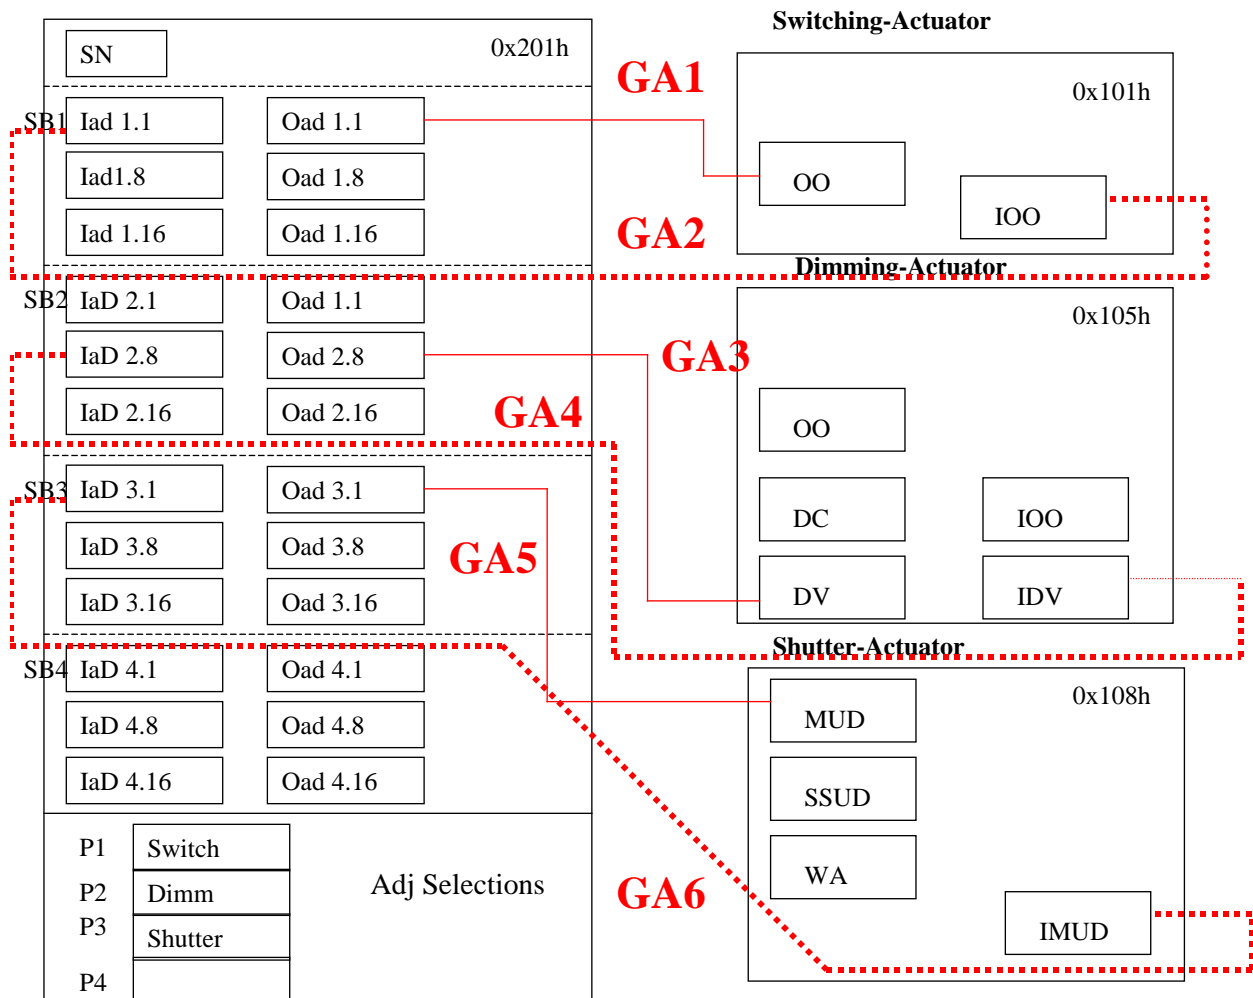 Switching-Actuator
SN
0x201h
GA1
0x101h
SB1
Iad 1.1
Oad 1.1
Iad1.8
Oad 1.8
OO
Iad 1.16
Oad 1.16
GA2
IOO
Dimming-Actuator
SB2
IaD 2.1
Oad 1.1
0x105h
IaD 2.8
Oad 2.8
GA3
IaD 2.16
Oad 2.16
GA4
OO
SB3
IaD 3.1
Oad 3.1
DC
IOO
IaD 3.8
Oad 3.8
GA5
IaD 3.16
Oad 3.16
DV
IDV
Shutter-Actuator
SB4
IaD 4.1
Oad 4.1
0x108h
IaD 4.8
Oad 4.8
MUD
IaD 4.16
Oad 4.16
SSUD
P1
Switch
P2
Dimm
Adj Selections
WA
GA6
P3
Shutter
IMUD
P4